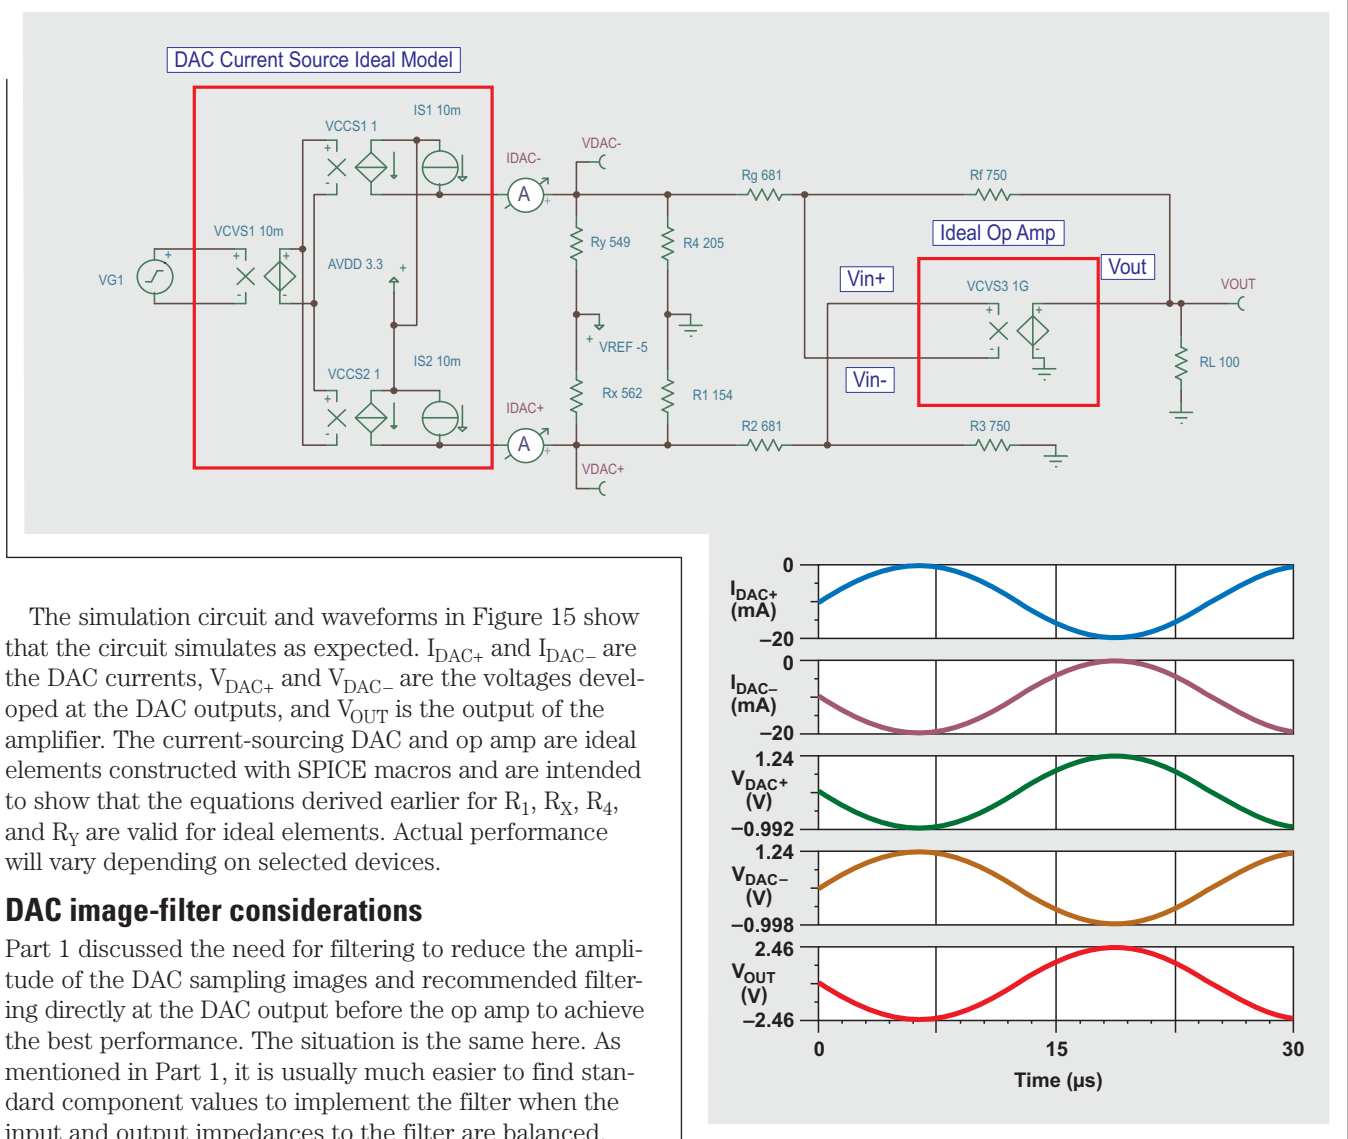 DAC Current Source Ideal Model
IS1 10m
VCCS1 1
+
-
IDAC-
A
+
VDAC-
Rg 681
Rf 750
VCVS1 10m
+
+
-
-
VG1
+
AVDD 3.3
+
Ry 549
R4 205
Ideal Op Amp
Vin+
VCVS3 1G
Vout
VOUT
+
+
-
-
+
VREF -5
RL 100
Vin-
IS2 10m
VCCS2 1
+
-
Rx 562
R1 154
IDAC+
A
+
R2 681
R3 750
VDAC+
The simulation circuit and waveforms in Figure 15 show
that the circuit simulates as expected. IDAC+ and IDAC– are
the DAC currents, VDAC+ and VDAC– are the voltages devel-
oped at the DAC outputs, and VOUT is the output of the
amplifier. The current-sourcing DAC and op amp are ideal
elements constructed with SPICE macros and are intended
to show that the equations derived earlier for R1, RX, R4,
and RY are valid for ideal elements. Actual performance
will vary depending on selected devices.
DAC image-filter considerations
Part 1 discussed the need for filtering to reduce the ampli-
tude of the DAC sampling images and recommended filter-
ing directly at the DAC output before the op amp to achieve
the best performance. The situation is the same here. As
mentioned in Part 1, it is usually much easier to find stan-
dard component values to implement the filter when the
input and output impedances to the filter are balanced.
0
IDAC+
(mA)
–20
0
IDAC–
(mA)
–20
1.24
VDAC+
(V)
–0.992
1.24
VDAC–
(V)
–0.998
2.46
VOUT
(V)
–2.46
0 15 30
Time (µs)